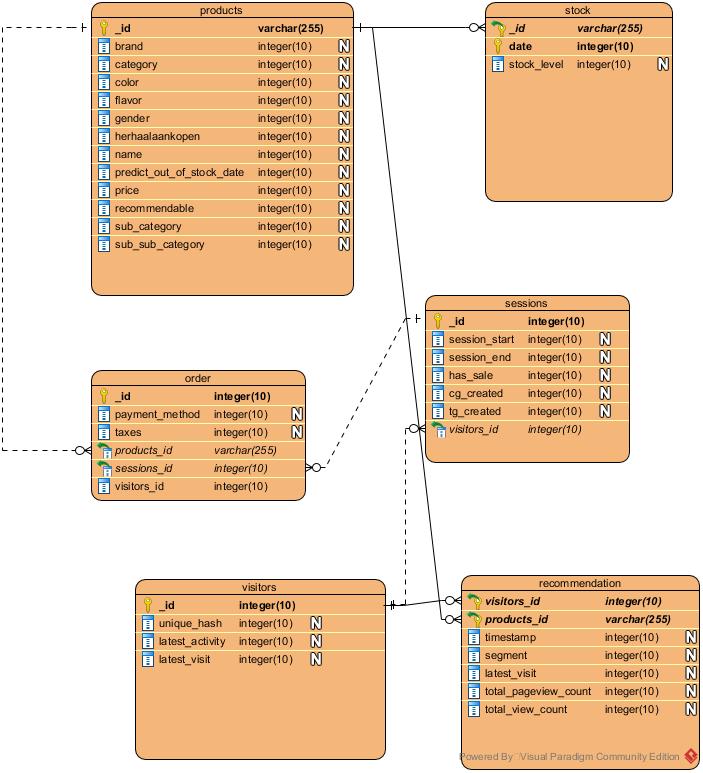 products
_id varchar(255)
brand integer(10) N
category integer(10) N
color integer(10) N
flavor integer(10) N
gender integer(10) N
herhaalaankopen integer(10) N
name integer(10) N
predict_out_of_stock_date integer(10) N
price integer(10) N
recommendable integer(10) N
sub_category integer(10) N
sub_sub_category integer(10) N
stock
_id varchar(255)
date integer(10)
stock_level integer(10) N
sessions
_id integer(10)
session_start integer(10) N
session_end integer(10) N
has_sale integer(10) N
cg_created integer(10) N
tg_created integer(10) N
visitors_id integer(10)
order
_id integer(10)
payment_method integer(10) N
taxes integer(10) N
products_id varchar(255)
sessions_id integer(10)
visitors_id integer(10)
visitors
_id integer(10)
unique_hash integer(10) N
latest_activity integer(10) N
latest_visit integer(10) N
recommendation
visitors_id integer(10)
products_id varchar(255)
timestamp integer(10) N
segment integer(10) N
latest_visit integer(10) N
total_pageview_count integer(10) N
total_view_count integer(10) N
Powered By Visual Paradigm Community Edition